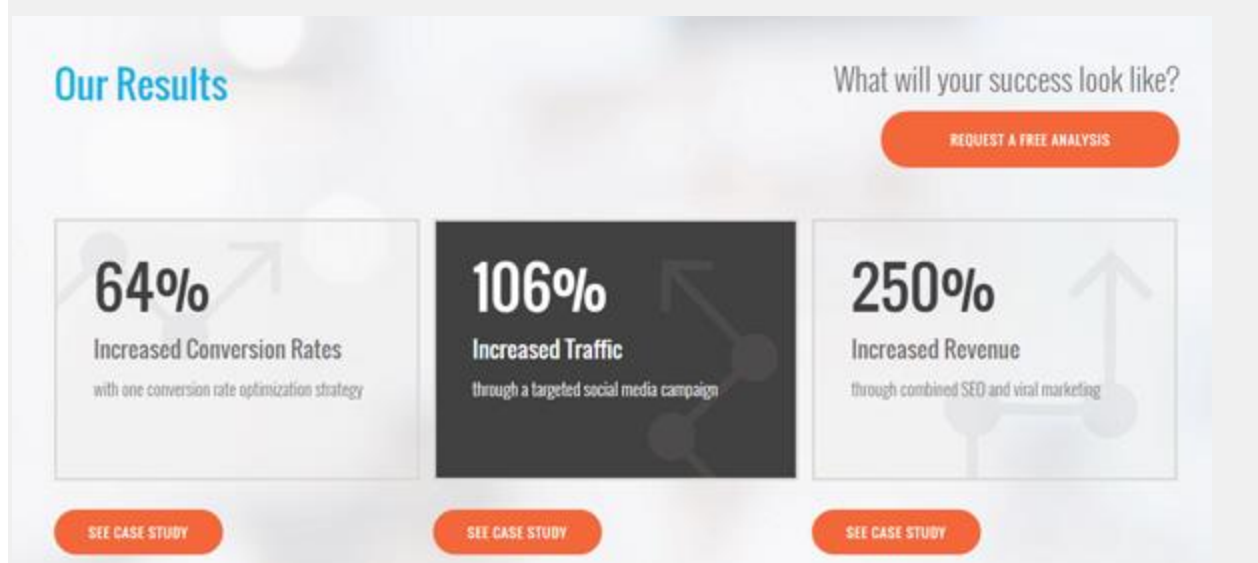 Our Results
What will your success look like?
REQUEST A FREE ANALYSIS
64%
Increased Conversion Rates
with one conversion rate optimization strategy
SEE CASE STUDY
106%
Increased Traffic
through a targeted social media campaign
SEE CASE STUDY
250%
Increased Revenue
through combined SEO and viral marketing
SEE CASE STUDY